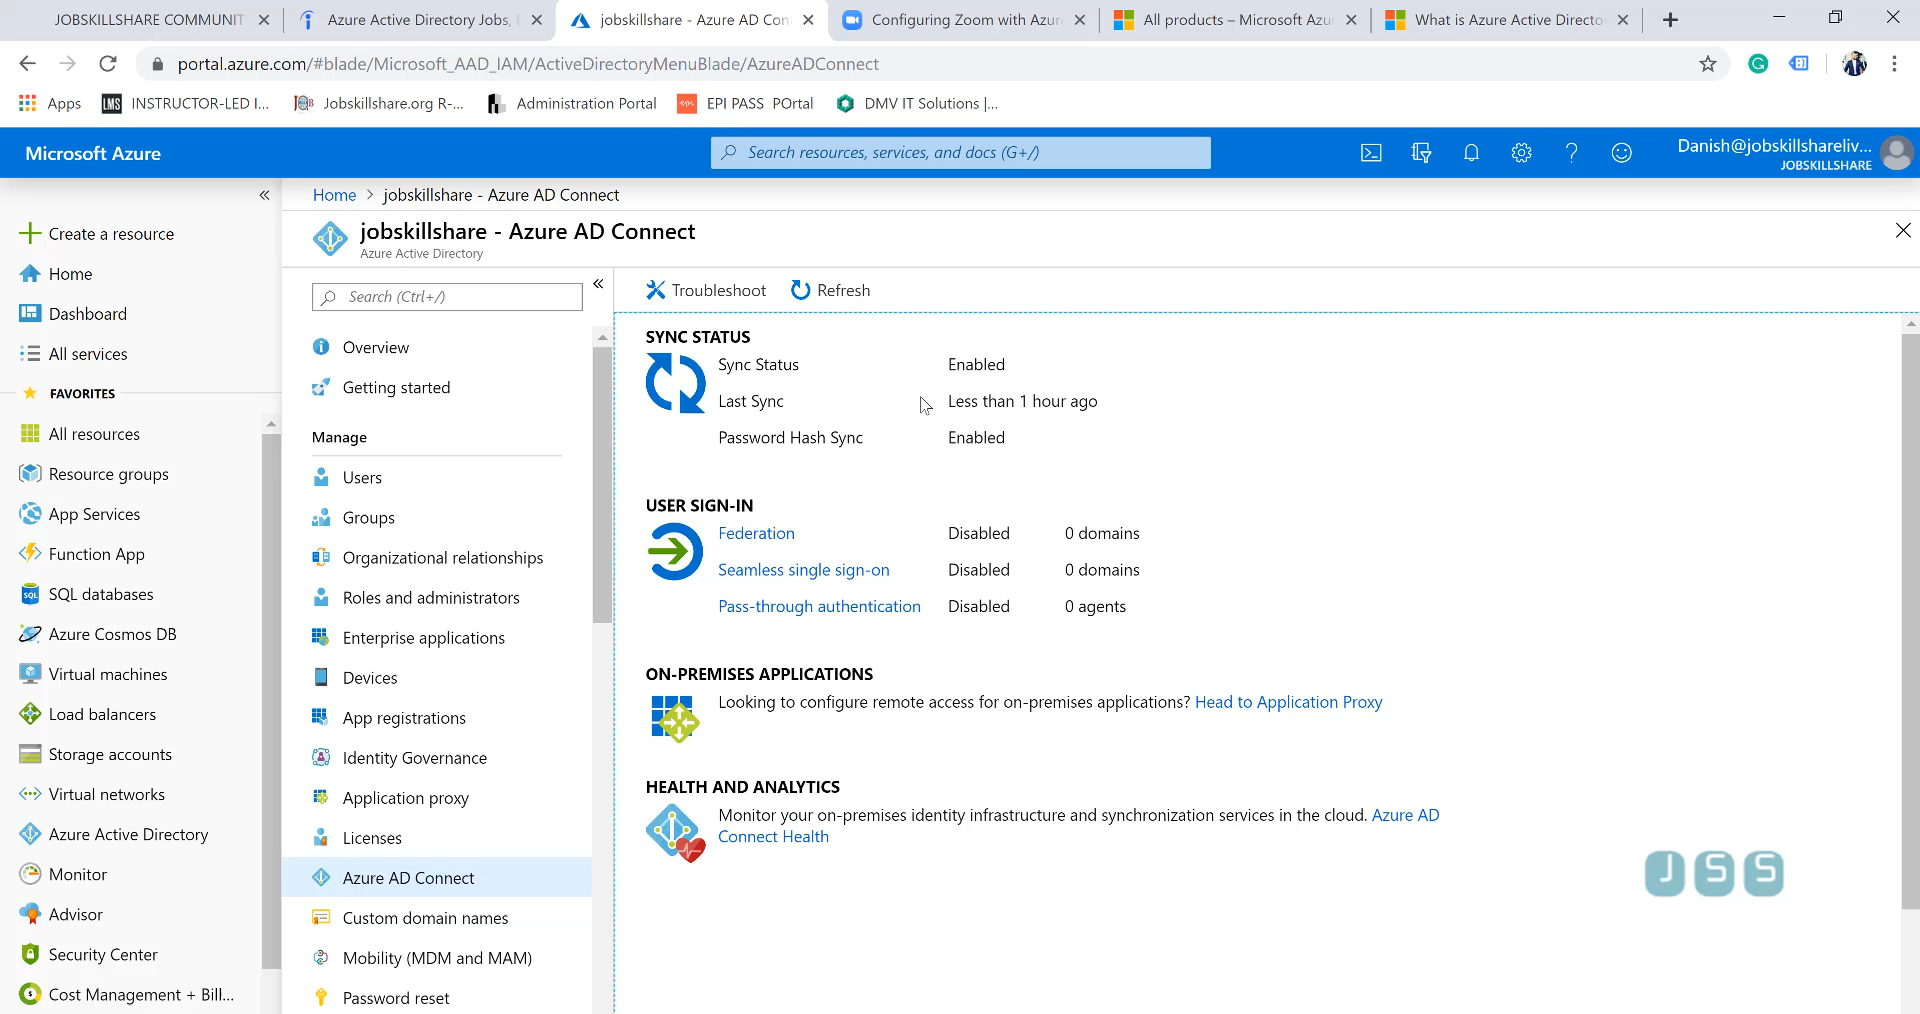 JOBSKILLSHARE COMMUNIT
Azure Active Directory Jobs,
jobskillshare - Azure AD Con
Configuring Zoom with Azur
All products – Microsoft Azu
What is Azure Active Directo
portal.azure.com/#blade/Microsoft_AAD_IAM/ActiveDirectoryMenuBlade/AzureADConnect
Apps
LMS INSTRUCTOR-LED I...
Jobskillshare.org R-...
Administration Portal
EPI PASS POrtal
DMV IT Solutions |...
Microsoft Azure
Search resources, services, and docs (G+/)
Danish@jobskillshareliv...
JOBSKILLSHARE
Home > jobskillshare - Azure AD Connect
jobskillshare - Azure AD Connect
Azure Active Directory
Create a resource
Home
Dashboard
All services
FAVORITES
All resources
Resource groups
App Services
Function App
SQL databases
Azure Cosmos DB
Virtual machines
Load balancers
Storage accounts
Virtual networks
Azure Active Directory
Monitor
Advisor
Security Center
Cost Management + Bill...
Search (Ctrl+/)
Overview
Getting started
Manage
Users
Groups
Organizational relationships
Roles and administrators
Enterprise applications
Devices
App registrations
Identity Governance
Application proxy
Licenses
Azure AD Connect
Custom domain names
Mobility (MDM and MAM)
Password reset
Troubleshoot
Refresh
SYNC STATUS
Sync Status Enabled
Last Sync Less than 1 hour ago
Password Hash Sync Enabled
USER SIGN-IN
Federation Disabled 0 domains
Seamless single sign-on Disabled 0 domains
Pass-through authentication Disabled 0 agents
ON-PREMISES APPLICATIONS
Looking to configure remote access for on-premises applications? Head to Application Proxy
HEALTH AND ANALYTICS
Monitor your on-premises identity infrastructure and synchronization services in the cloud. Azure AD
Connect Health
JSS